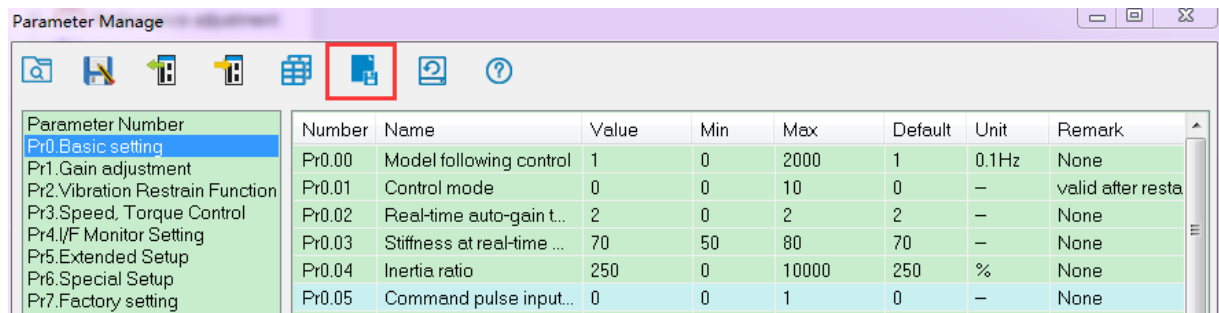 Parameter Manage
Parameter Number
Pr0.Basic setting
Pr1.Gain adjustment
Pr2.Vibration Restrain Function
Pr3.Speed, Torque Control
Pr4.I/F Monitor Setting
Pr5.Extended Setup
Pr6.Special Setup
Pr7.Factory setting
Number Name Value Min Max Default Unit Remark
Pr0.00 Model following control 1 0 2000 1 0.1Hz None
Pr0.01 Control mode 0 0 10 0 – valid after resta
Pr0.02 Real-time auto-gain t... 2 0 2 2 – None
Pr0.03 Stiffness at real-time ... 70 50 80 70 – None
Pr0.04 Inertia ratio 250 0 10000 250 % None
Pr0.05 Command pulse input... 0 0 1 0 – None